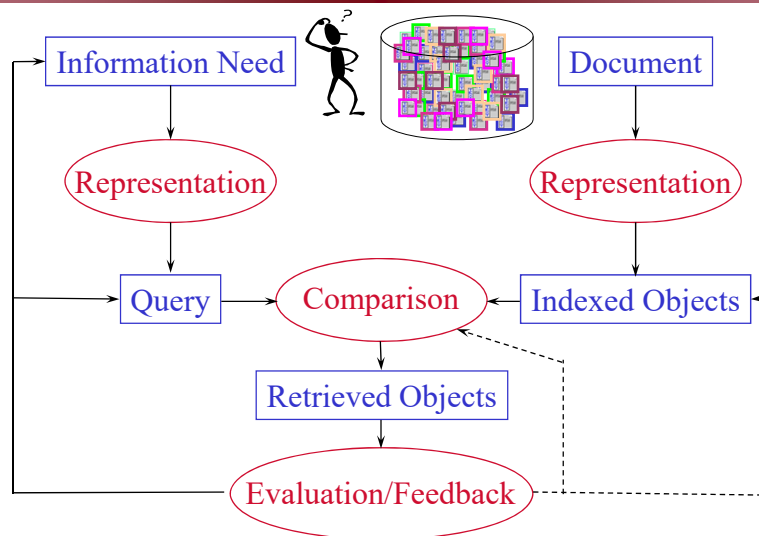 ?
Information Need
Document
Representation
Representation
Query
Comparison
Indexed Objects
Retrieved Objects
Evaluation/Feedback